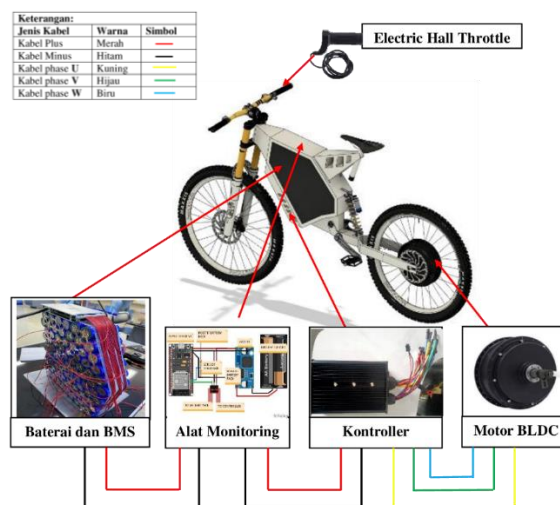 Keterangan:
Jenis Kabel Warna Simbol
Kabel Plus Merah
Kabel Minus Hitam
Kabel phase U Kuning
Kabel phase V Hijau
Kabel phase W Biru
Electric Hall Throttle
Baterai dan BMS
Alat Monitoring
Kontroller
Motor BLDC